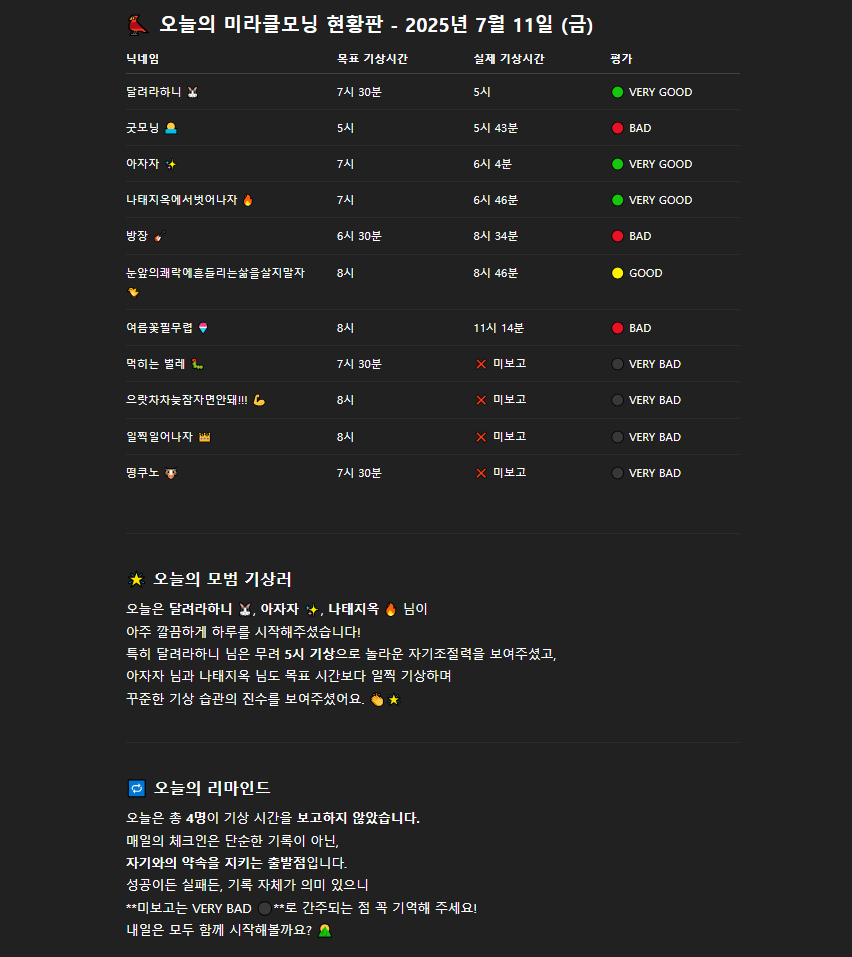 🐦 오늘의 미라클모닝 현황판 - 2025년 7월 11일 (금)
닉네임 목표 기상시간 실제 기상시간 평가
달려라하니 🐰 7시 30분 5시 🟢 VERY GOOD
굿모닝 🌅 5시 5시 43분 🔴 BAD
아자자 ✨ 7시 6시 4분 🟢 VERY GOOD
나태지옥에서벗어나자 🔥 7시 6시 46분 🟢 VERY GOOD
방장 🎸 6시 30분 8시 34분 🔴 BAD
눈앞의쾌락에흔들리는삶을살지말자 8시 8시 46분 🟡 GOOD
🐤
여름꽃필무렵 🍧 8시 11시 14분 🔴 BAD
먹히는 벌레 🐛 7시 30분 ❌ 미보고 ⚫ VERY BAD
으랏차차늦잠자면안돼!!! 💪 8시 ❌ 미보고 ⚫ VERY BAD
일찍일어나자 👑 8시 ❌ 미보고 ⚫ VERY BAD
떵쿠노 🐮 7시 30분 ❌ 미보고 ⚫ VERY BAD
🌟 오늘의 모범 기상러
오늘은 달려라하니 🐰, 아자자 ✨, 나태지옥 🔥 님이
아주 깔끔하게 하루를 시작해주셨습니다!
특히 달려라하니 님은 무려 5시 기상으로 놀라운 자기조절력을 보여주셨고,
아자자 님과 나태지옥 님도 목표 시간보다 일찍 기상하며
꾸준한 기상 습관의 진수를 보여주셨어요. 👏🌟
🔁 오늘의 리마인드
오늘은 총 4명이 기상 시간을 보고하지 않았습니다.
매일의 체크인은 단순한 기록이 아닌,
자기와의 약속을 지키는 출발점입니다.
성공이든 실패든, 기록 자체가 의미 있으니
**미보고는 VERY BAD ⚫**로 간주되는 점 꼭 기억해 주세요!
내일은 모두 함께 시작해볼까요? 🙆‍♀️